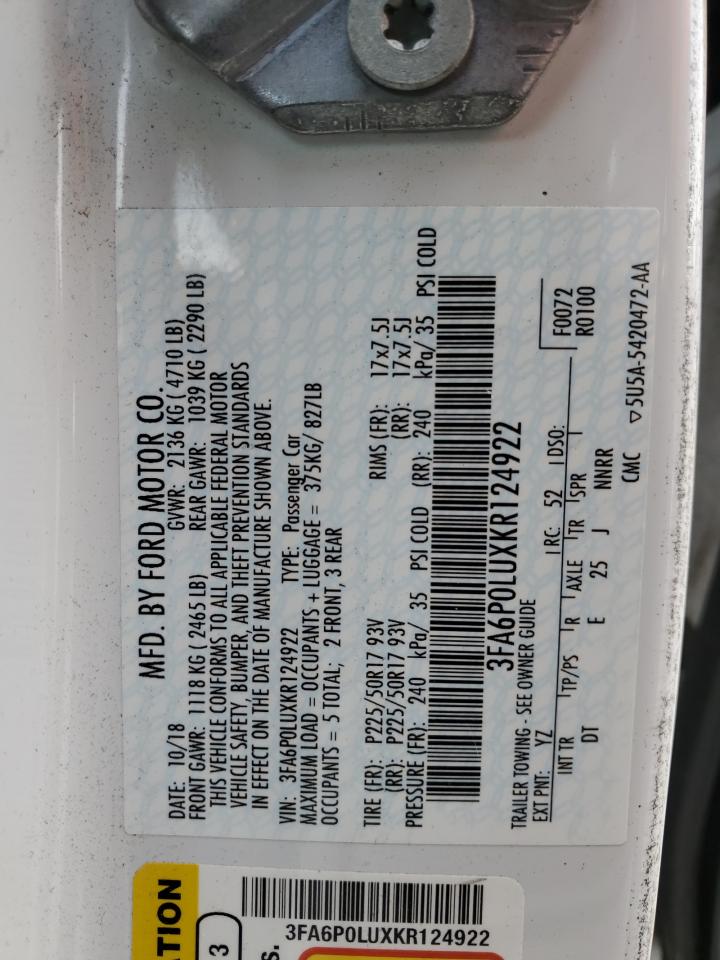 MFD. BY FORD MOTOR CO.
DATE: 10/18 GVWR: 2136 KG ( 4710 LB)
FRONT GAWR: 1118 KG ( 2465 LB) REAR GAWR: 1039 KG ( 2290 LB)
THIS VEHICLE CONFORMS TO ALL APPLICABLE FEDERAL MOTOR
VEHICLE SAFETY, BUMPER, AND THEFT PREVENTION STANDARDS
IN EFFECT ON THE DATE OF MANUFACTURE SHOWN ABOVE.
VIN: 3FA6P0LUXKR124922 TYPE: Passenger Car
MAXIMUM LOAD = OCCUPANTS + LUGGAGE = 375KG/ 827LB
OCCUPANTS = 5 TOTAL; 2 FRONT, 3 REAR
TIRE (FR): P225/50R17 93V RIMS (FR): 17x7.5J
(RR): P225/50R17 93V (RR): 17x7.5J
PRESSURE (FR): 240 kPa/ 35 PSI COLD (RR): 240 kPa/ 35 PSI COLD
3FA6P0LUXKR124922
TRAILER TOWING - SEE OWNER GUIDE
EXT PNT: YZ RC: 52 DSO: F0072
R0100
INT TR TP/PS R AXLE TR SPR
DT E 25 J NNRR
CMC ▽5U5A-5420472-AA
TION
3
S.
3FA6P0LUXKR124922